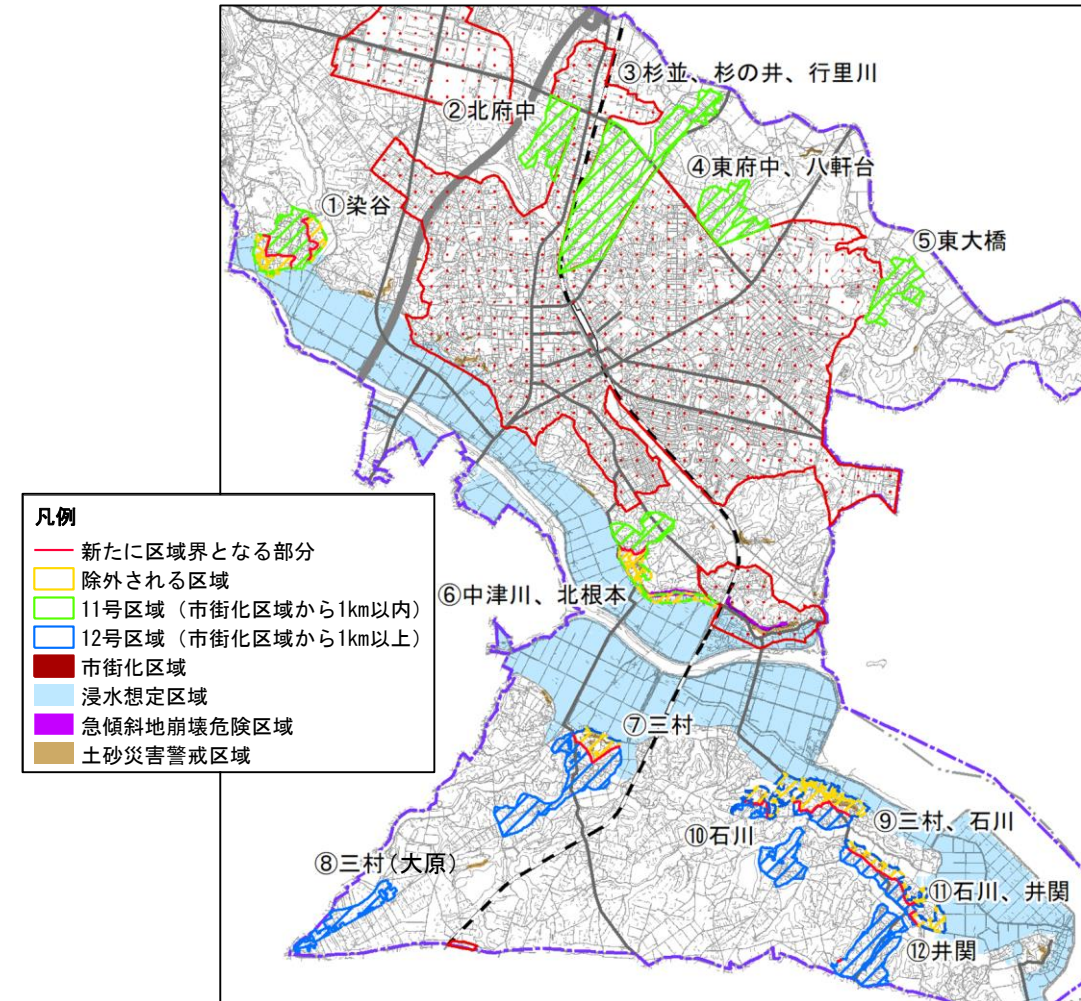 ③杉並、杉の井、行里川
②北府中
④東府中、八軒台
①染谷
⑤東大橋
凡例
新たに区域界となる部分
除外される区域
11号区域（市街化区域から1km以内）
12号区域（市街化区域から1km以上）
市街化区域
浸水想定区域
急傾斜地崩壊危険区域
土砂災害警戒区域
⑥中津川、北根本
⑦三村
⑨三村、石川
⑩石川
⑧三村(大原)
⑪石川、井関
⑫井関